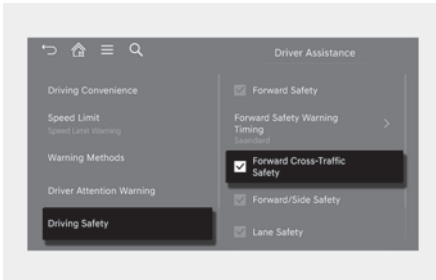 Driver Assistance
Driving Convenience
Speed Limit
Speed Limit Warning
Warning Methods
Driver Attention Warning
Driving Safety
Forward Safety
Forward Safety Warning
Timing
Standard
Forward Cross-Traffic
Safety
Forward/Side Safety
Lane Safety